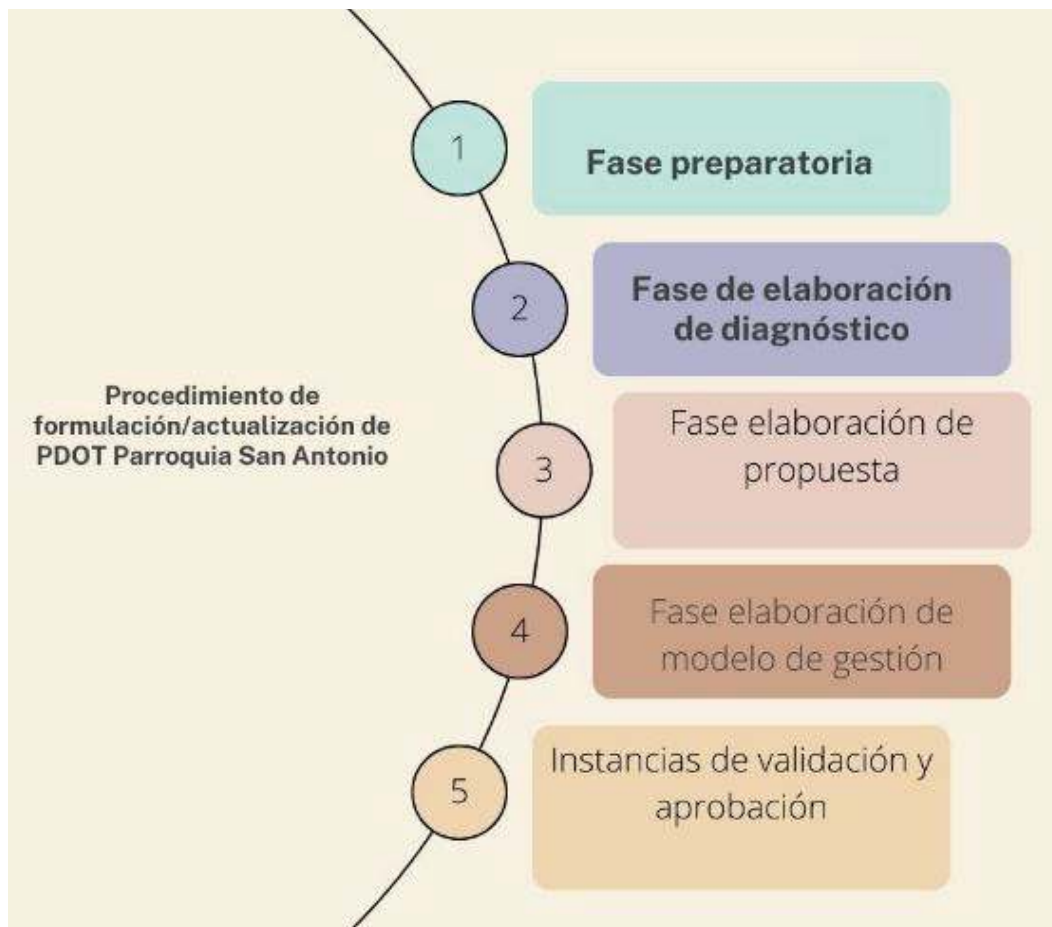 Procedimiento de
formulación/actualización de
PDOT Parroquia San Antonio
1
Fase preparatoria
2
Fase de elaboración
de diagnóstico
3
Fase elaboración de
propuesta
4
Fase elaboración de
modelo de gestión
5
Instancias de validación y
aprobación